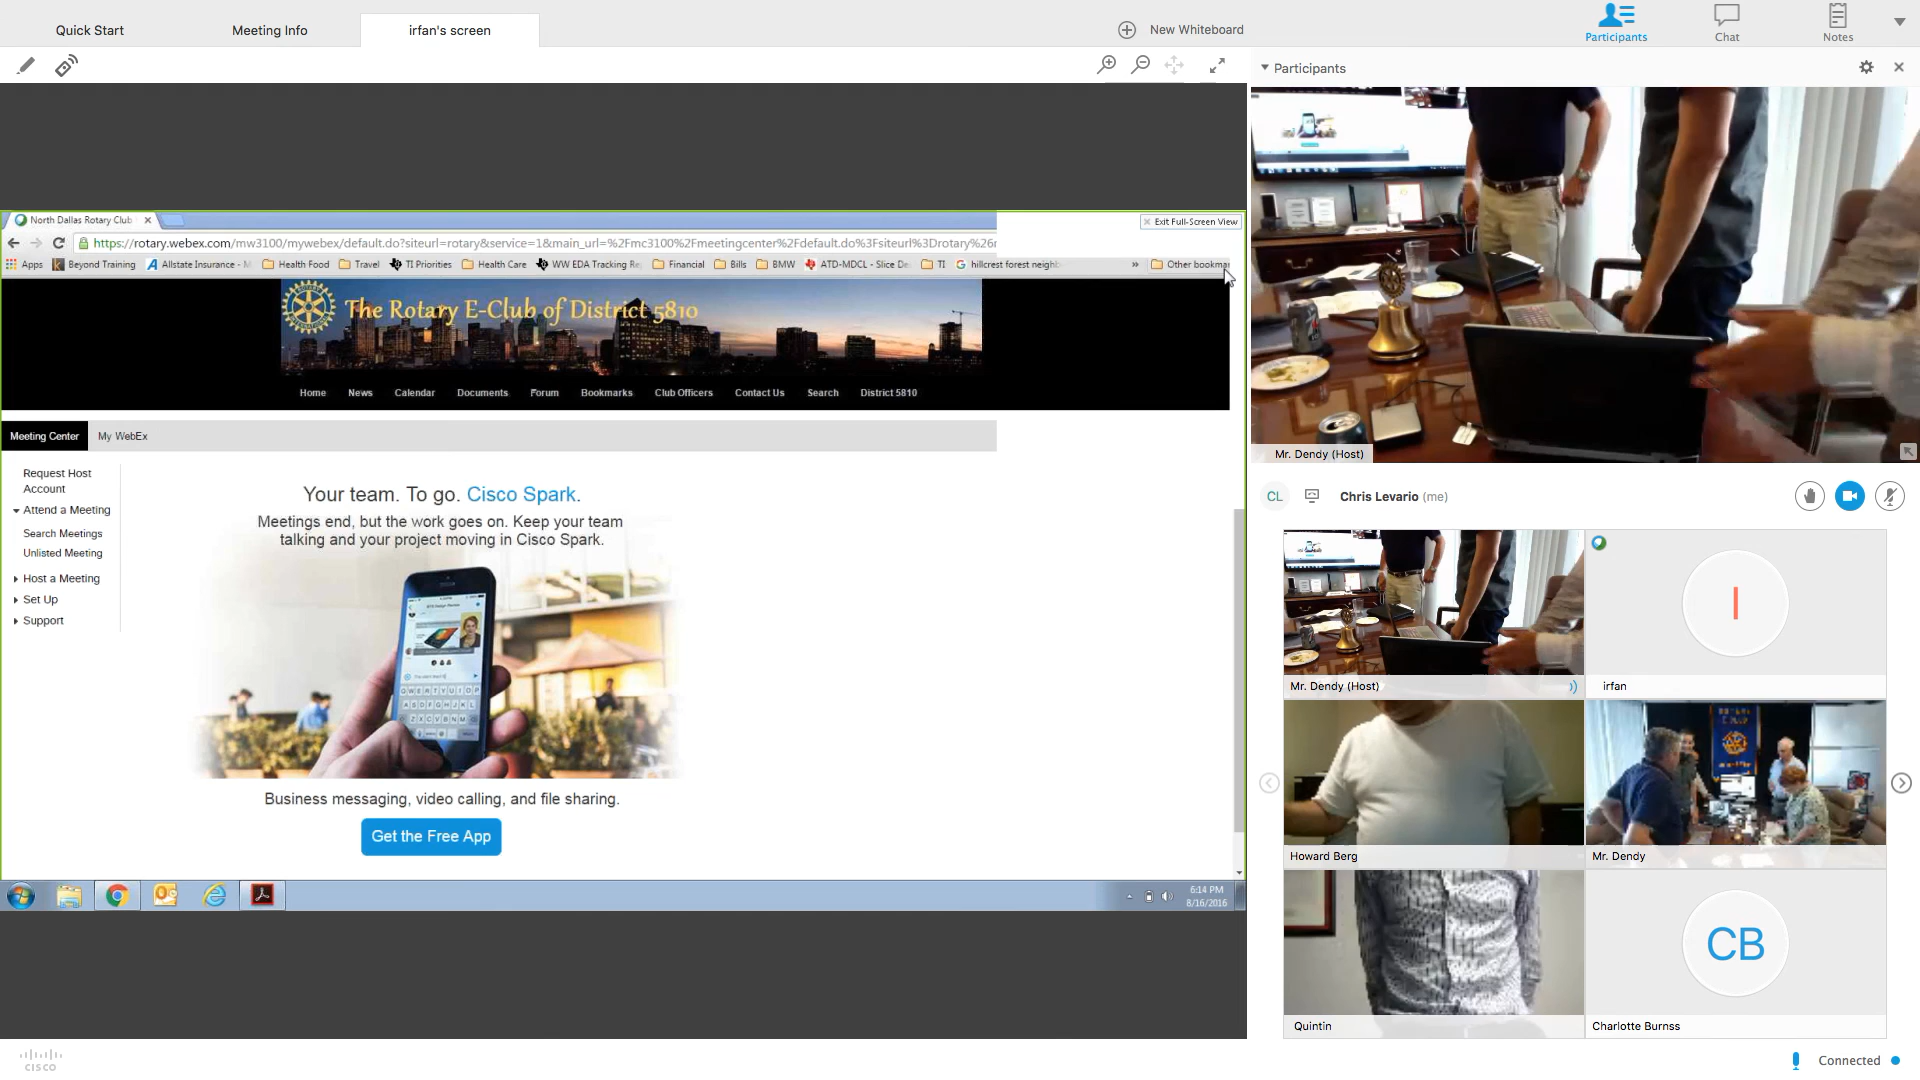 Quick Start
Meeting Info
irfan's screen
New Whiteboard
Participants
Chat
Notes
Participants
North Dallas Rotary Club
Exit Full-Screen View
https://rotary.webex.com/mw3100/mywebex/default.do?siteurl=rotary&service=1&main_url=%2Fmc3100%2Fmeetingcenter%2Fdefault.do%3Fsiteurl%3Drotary%26r
Apps
Beyond Training
Allstate Insurance - M
Health Food
Travel
TI Priorities
Health Care
WW EDA Tracking Re
Financial
Bills
BMW
ATD-MDCL - Slice De
TI
hillcrest forest neighb
»
Other bookma
The Rotary E-Club of District 5810
Home
News
Calendar
Documents
Forum
Bookmarks
Club Officers
Contact Us
Search
District 5810
Meeting Center
My WebEx
Request Host
Account
Attend a Meeting
Search Meetings
Unlisted Meeting
Host a Meeting
Set Up
Support
Your team. To go. Cisco Spark.
Meetings end, but the work goes on. Keep your team
talking and your project moving in Cisco Spark.
Business messaging, video calling, and file sharing.
Get the Free App
6:14 PM
8/16/2016
Mr. Dendy (Host)
CL
Chris Levario (me)
Mr. Dendy (Host)
I
irfan
Howard Berg
Mr. Dendy
Quintin
CB
Charlotte Burnss
CISCO
Connected